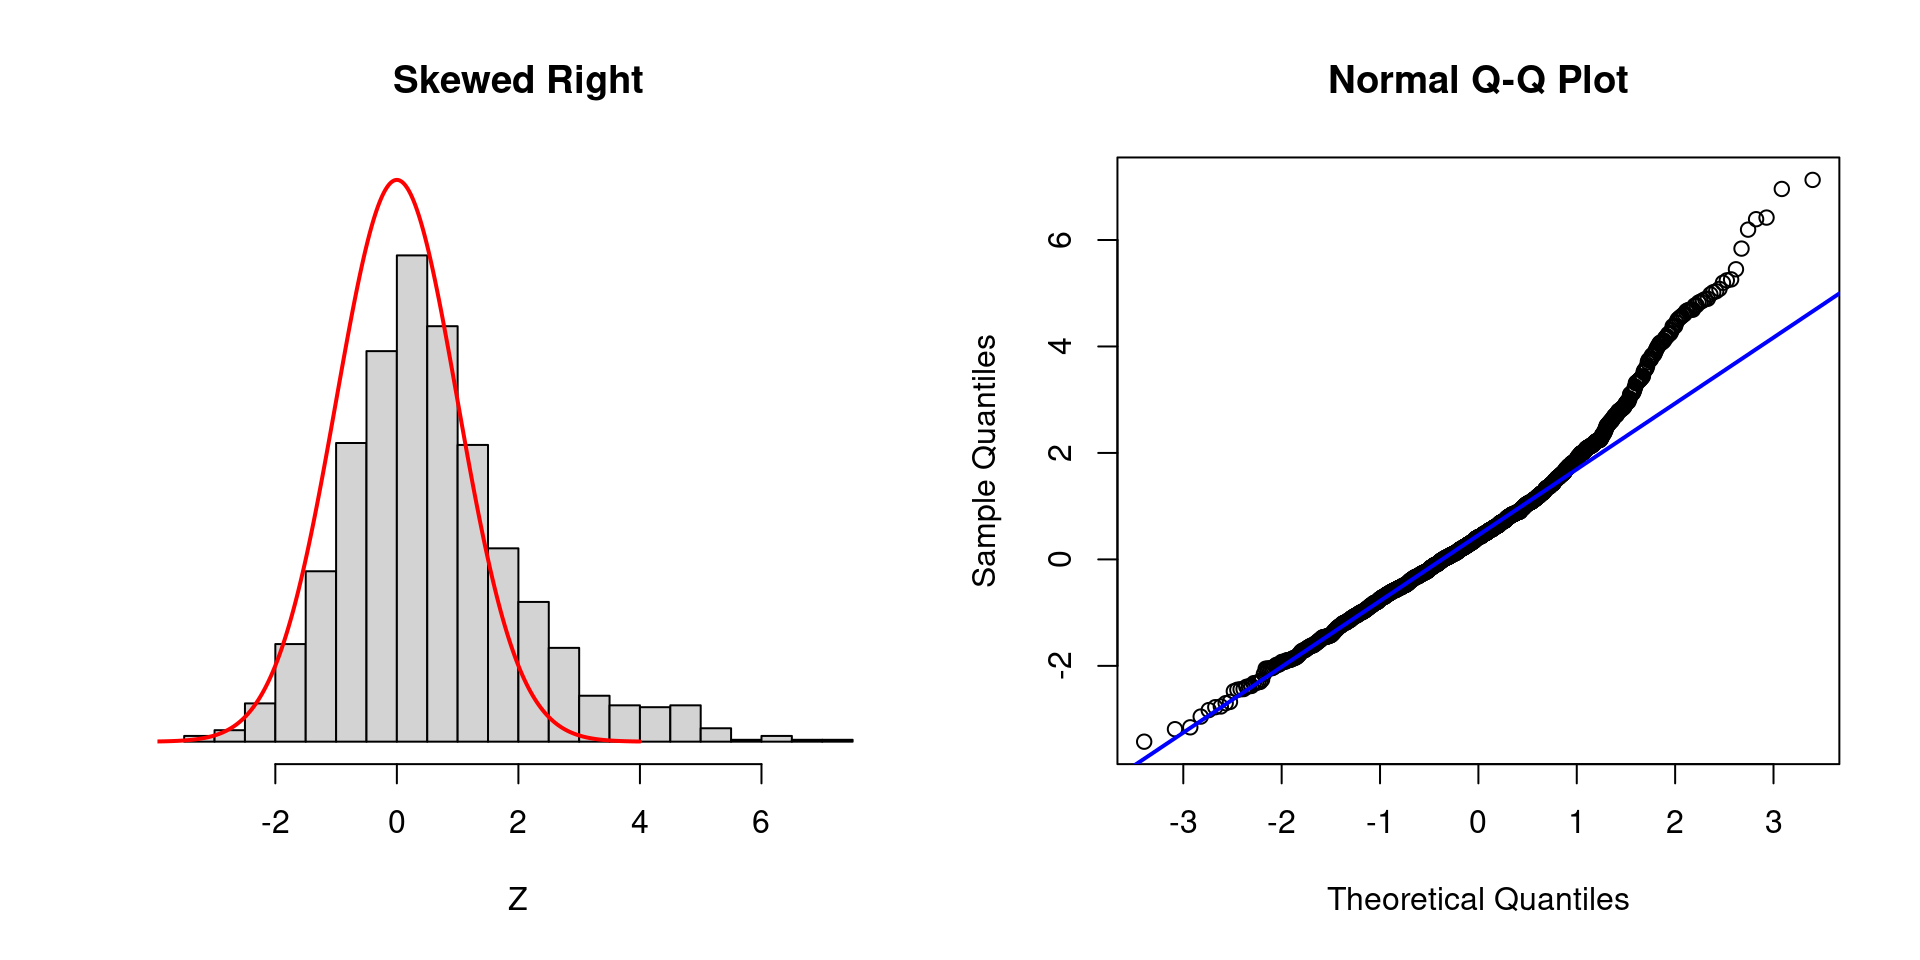 Skewed Right
-2 0 2 4 6
Z
Normal Q-Q Plot
Sample Quantiles
6
4
2
0
-2
-3 -2 -1 0 1 2 3
Theoretical Quantiles